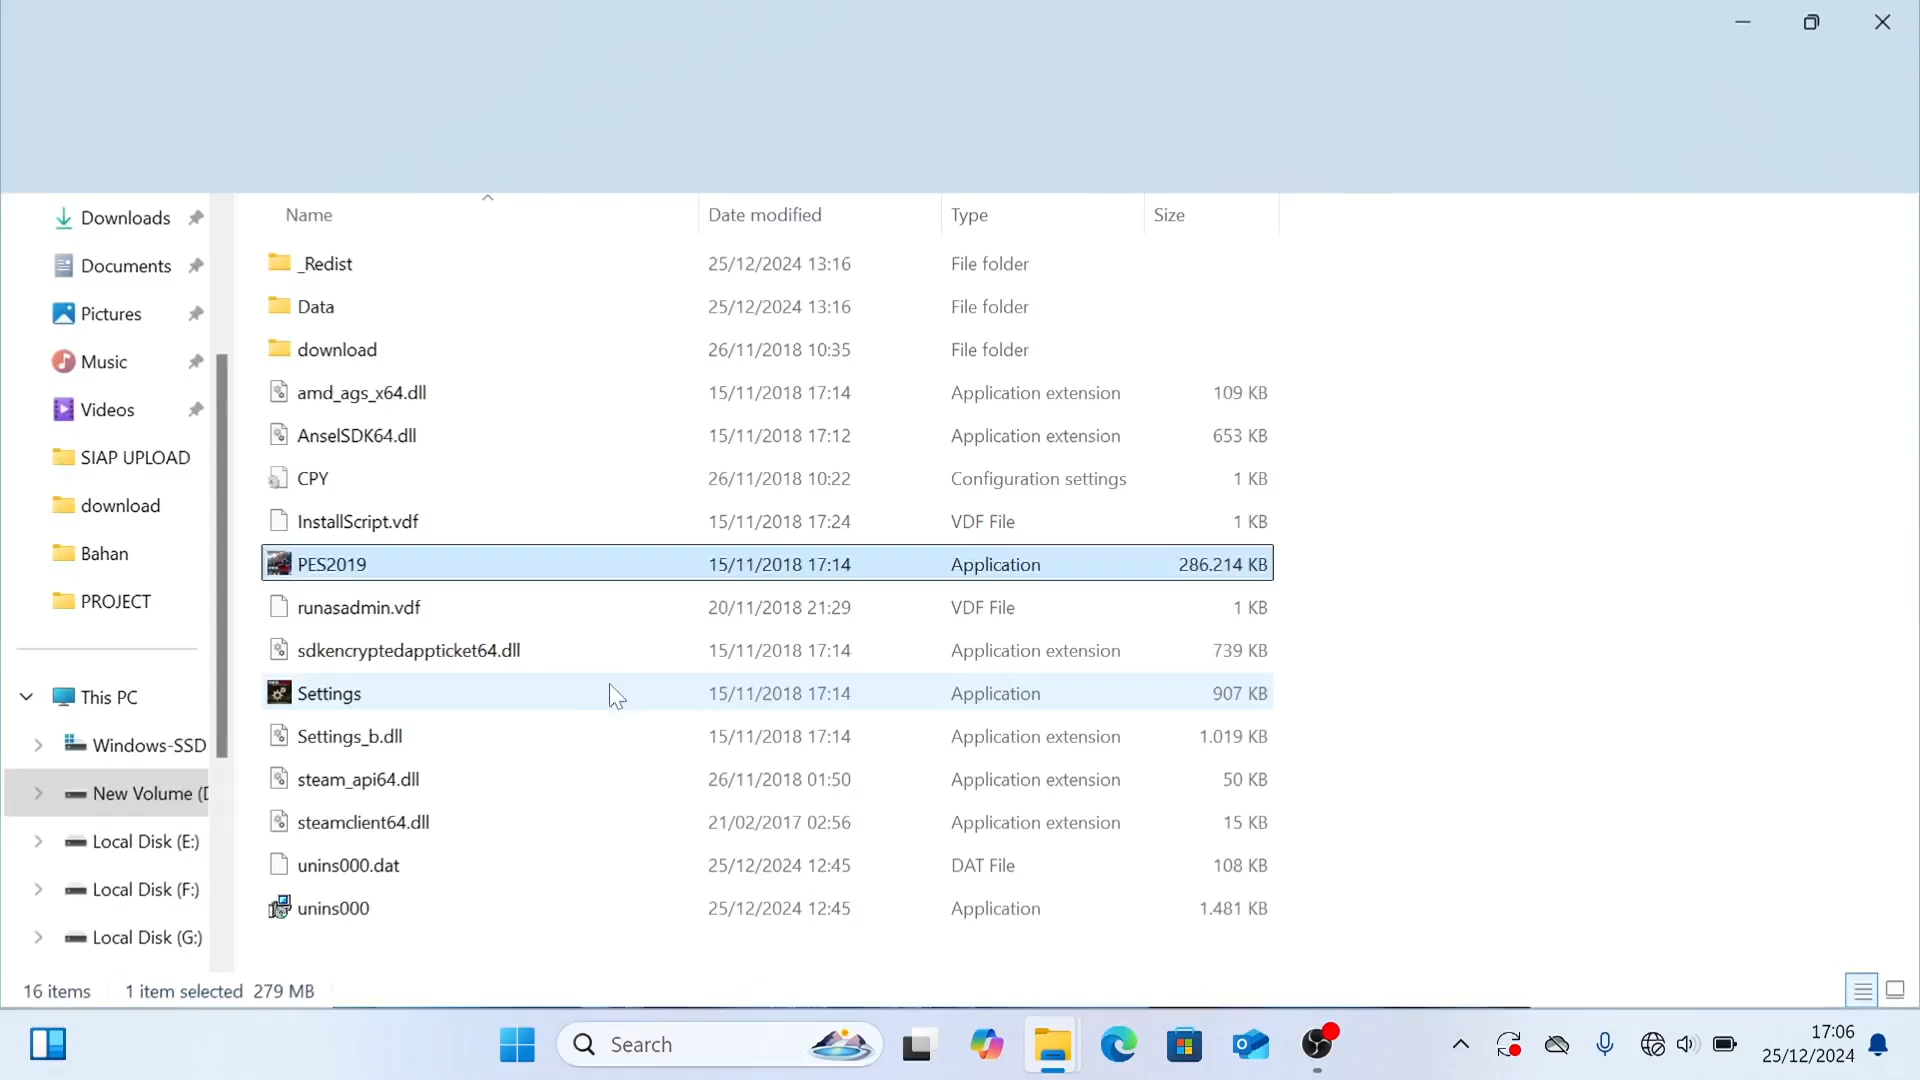 Name Date modified Type Size
Downloads
Documents
Pictures
Music
Videos
SIAP UPLOAD
download
Bahan
PROJECT
This PC
Windows-SSD
New Volume (D
Local Disk (E:)
Local Disk (F:)
Local Disk (G:)
_Redist 25/12/2024 13:16 File folder
Data 25/12/2024 13:16 File folder
download 26/11/2018 10:35 File folder
amd_ags_x64.dll 15/11/2018 17:14 Application extension 109 KB
AnselSDK64.dll 15/11/2018 17:12 Application extension 653 KB
CPY 26/11/2018 10:22 Configuration settings 1 KB
InstallScript.vdf 15/11/2018 17:24 VDF File 1 KB
PES2019 15/11/2018 17:14 Application 286.214 KB
runasadmin.vdf 20/11/2018 21:29 VDF File 1 KB
sdkencryptedappticket64.dll 15/11/2018 17:14 Application extension 739 KB
Settings 15/11/2018 17:14 Application 907 KB
Settings_b.dll 15/11/2018 17:14 Application extension 1.019 KB
steam_api64.dll 26/11/2018 01:50 Application extension 50 KB
steamclient64.dll 21/02/2017 02:56 Application extension 15 KB
unins000.dat 25/12/2024 12:45 DAT File 108 KB
unins000 25/12/2024 12:45 Application 1.481 KB
16 items 1 item selected 279 MB
Search
17:06
25/12/2024